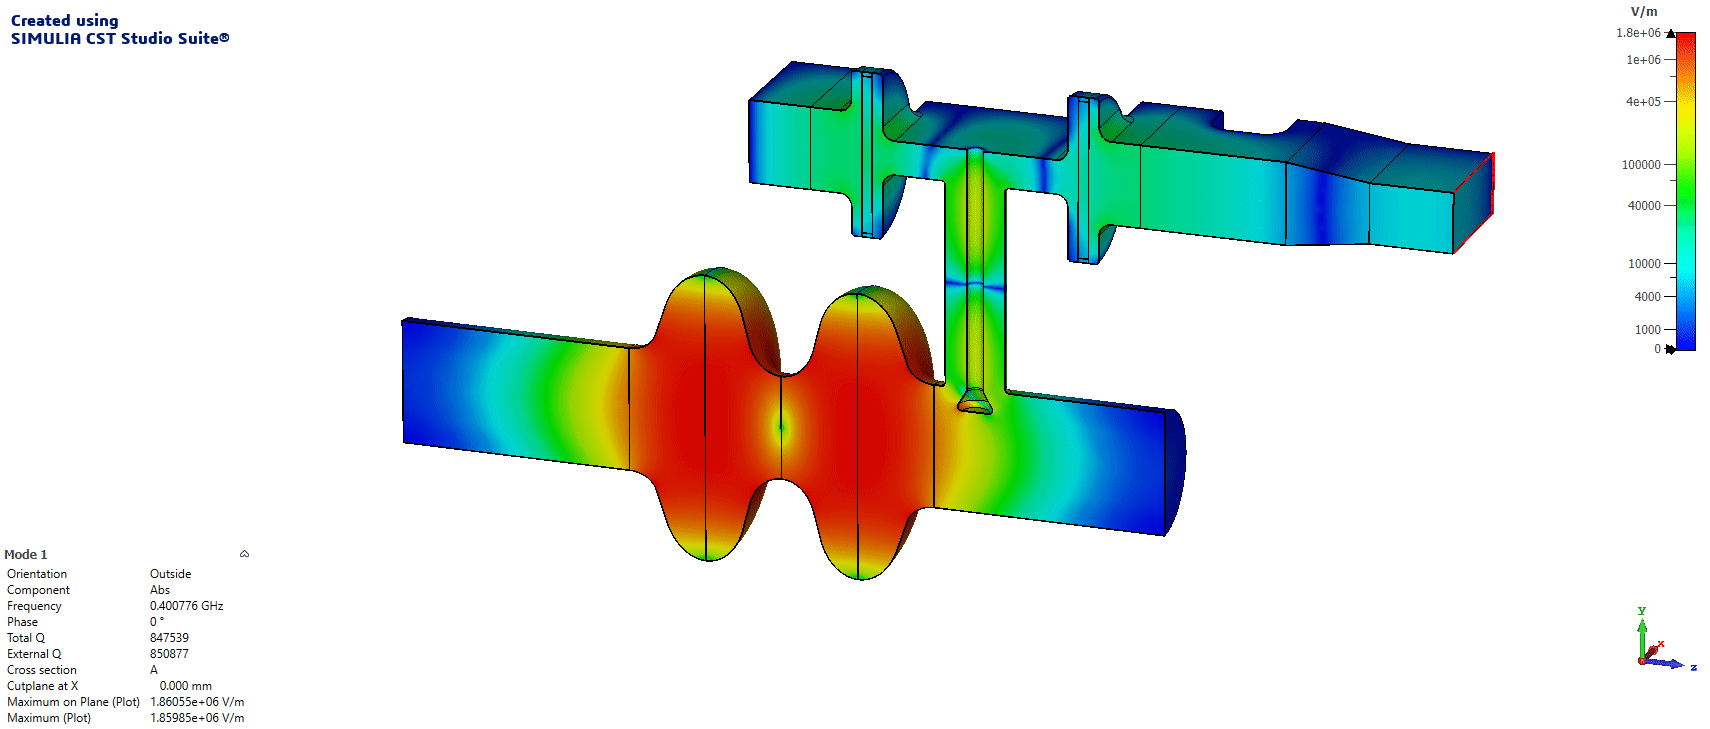 Created using
SIMULIA CST Studio Suite®
V/m
1.8e+06
1e+06
4e+05
100000
40000
10000
4000
1000
0
Mode 1
Orientation Outside
Component Abs
Frequency 0.400776 GHz
Phase 0 °
Total Q 847539
External Q 850877
Cross section A
Cutplane at X 0.000 mm
Maximum on Plane (Plot) 1.86055e+06 V/m
Maximum (Plot) 1.85985e+06 V/m
y
x
z